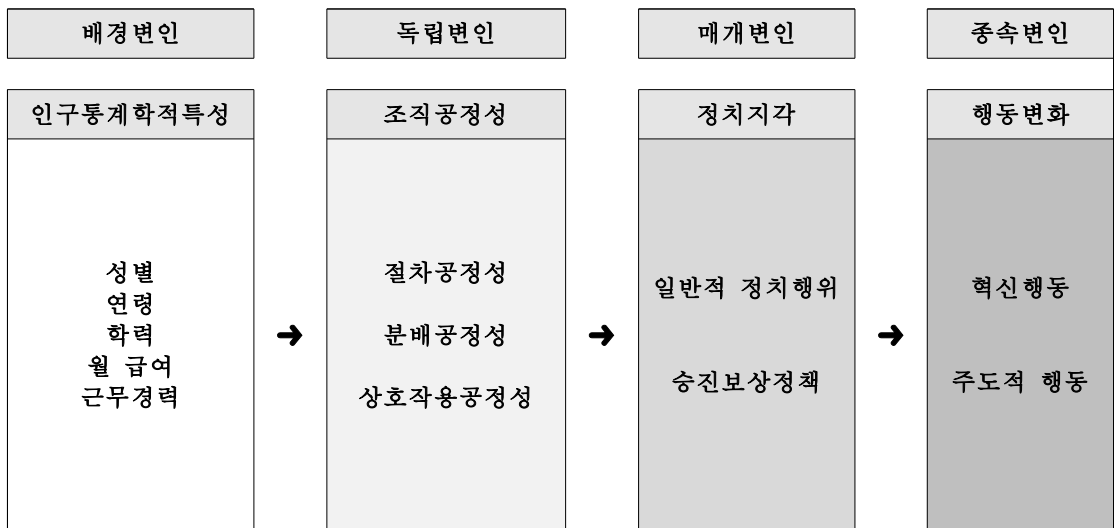 배경변인
독립변인
매개변인
종속변인
인구통계학적특성
조직공정성
정치지각
행동변화
성별
연령
학력
월 급여
근무경력
절차공정성
분배공정성
상호작용공정성
일반적 정치행위
승진보상정책
혁신행동
주도적 행동